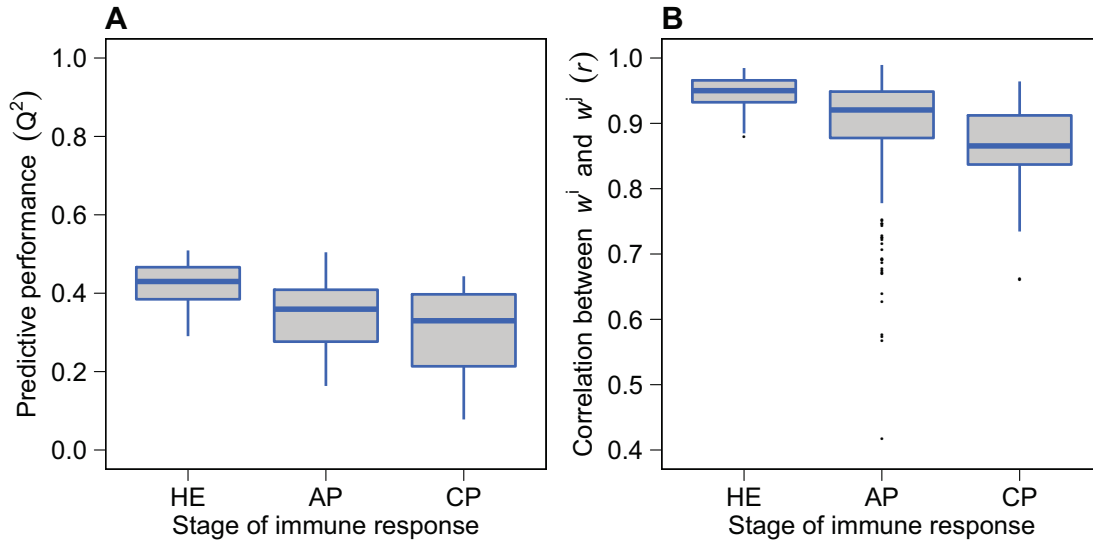 A
Predictive performance (Q²)
1.0
0.8
0.6
0.4
0.2
0.0
HE AP CP
Stage of immune response
B
Correlation between wⁱ and wʲ (r)
1.0
0.9
0.8
0.7
0.6
0.5
0.4
HE AP CP
Stage of immune response